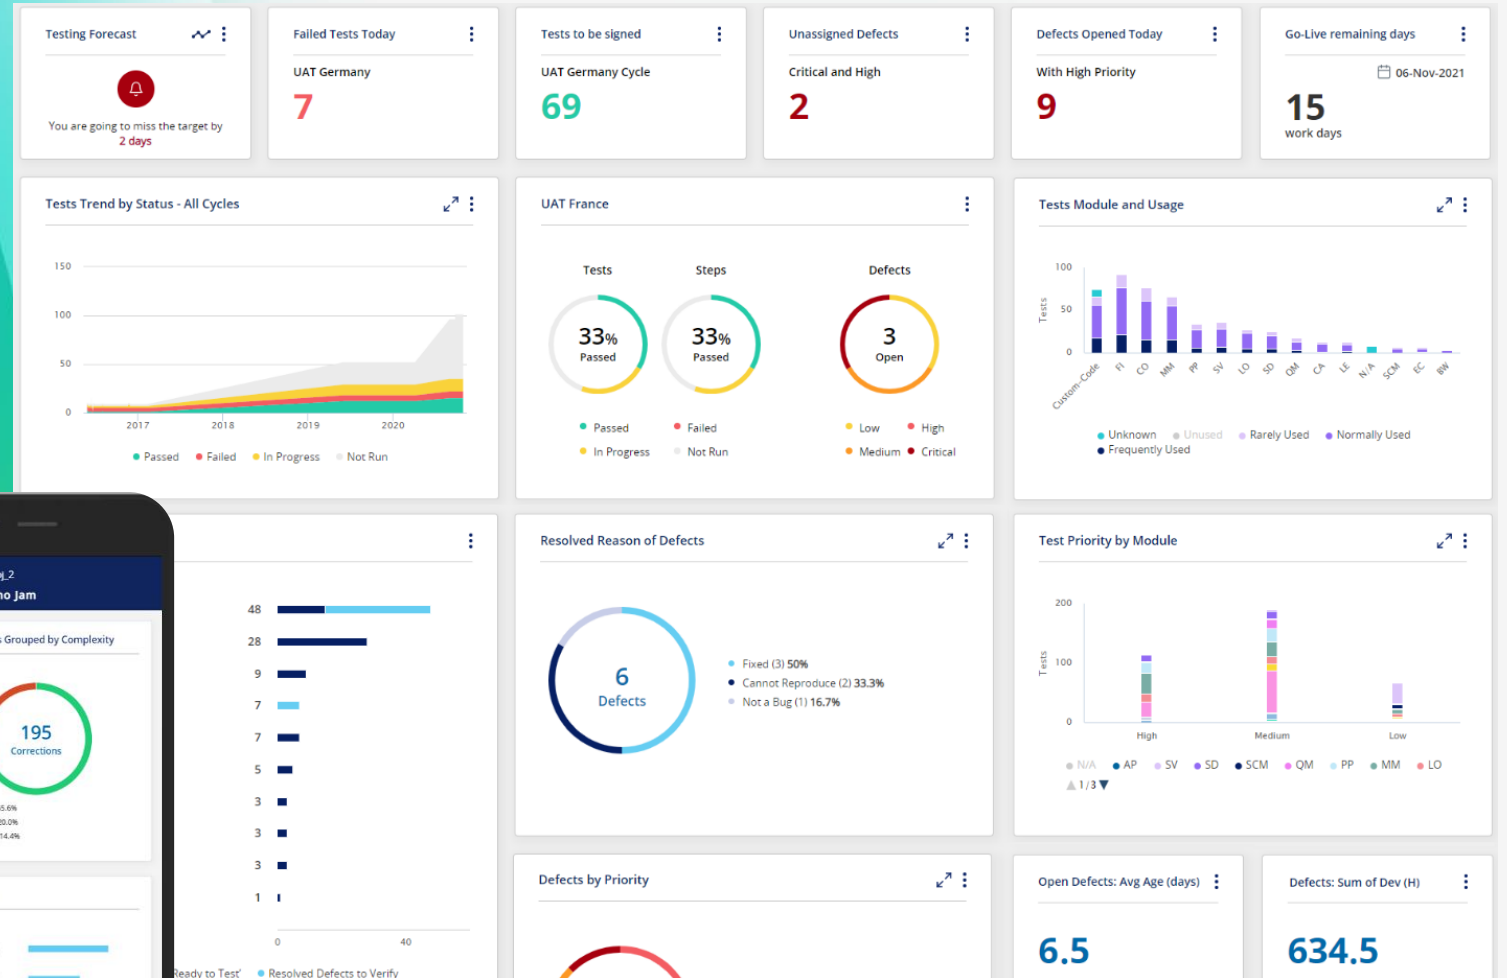 Testing Forecast
You are going to miss the target by
2 days
Failed Tests Today
UAT Germany
7
Tests to be signed
UAT Germany Cycle
69
Unassigned Defects
Critical and High
2
Defects Opened Today
With High Priority
9
Go-Live remaining days
06-Nov-2021
15
work days
Tests Trend by Status - All Cycles
150
100
50
0
2017 2018 2019 2020
Passed Failed In Progress Not Run
UAT France
Tests Steps Defects
33% Passed
33% Passed
3 Open
Passed Failed
In Progress Not Run
Low High
Medium Critical
Tests Module and Usage
Tests
100
50
0
Custom-Code FI CO MM PP SV LO SD QM CA LE N/A SCM EC BW
Unknown Unused Rarely Used Normally Used
Frequently Used
48
28
9
7
7
5
3
3
3
1
0 40
Ready to Test' Resolved Defects to Verify
Resolved Reason of Defects
6
Defects
Fixed (3) 50%
Cannot Reproduce (2) 33.3%
Not a Bug (1) 16.7%
Test Priority by Module
Tests
200
100
0
High Medium Low
N/A AP SV SD SCM QM PP MM LO
1/3
_2
Jam
Grouped by Complexity
195
Corrections
5.6%
0.0%
14.4%
Defects by Priority
Open Defects: Avg Age (days)
6.5
Defects: Sum of Dev (H)
634.5